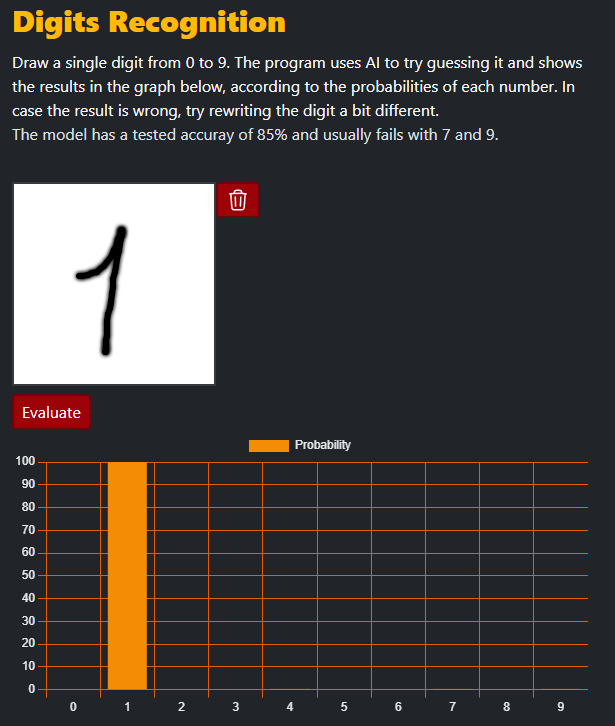 Digits Recognition
Draw a single digit from 0 to 9. The program uses AI to try guessing it and shows
the results in the graph below, according to the probabilities of each number. In
case the result is wrong, try rewriting the digit a bit different.
The model has a tested accuray of 85% and usually fails with 7 and 9.
1
Evaluate
Probability
100
90
80
70
60
50
40
30
20
10
0
0 1 2 3 4 5 6 7 8 9